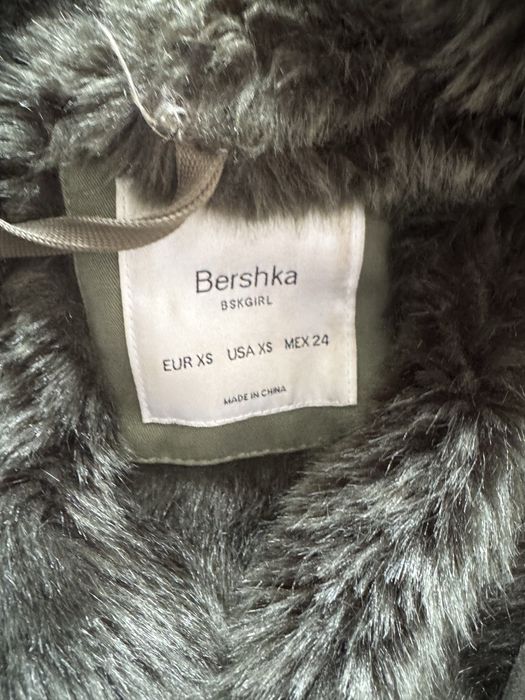 Bershka
BSKGIRL
EUR XS USA XS MEX 24
MADE IN CHINA